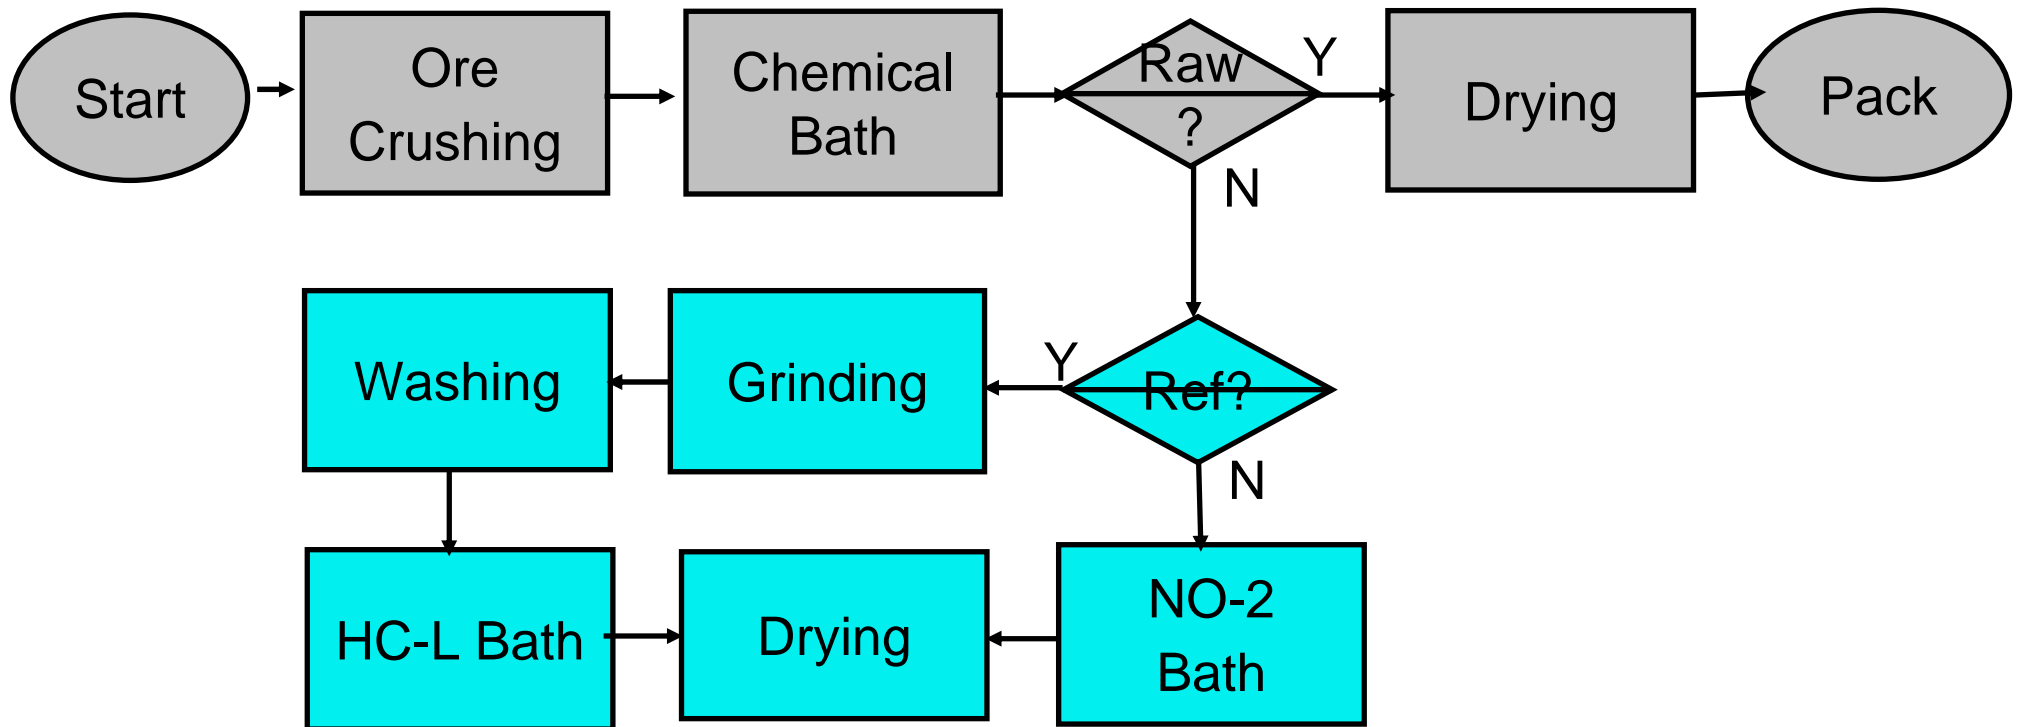 Start
Ore
Crushing
Chemical
Bath
Raw
?
Y
N
Drying
Pack
Washing
Grinding
Y
Ref?
N
HC-L Bath
Drying
NO-2
Bath